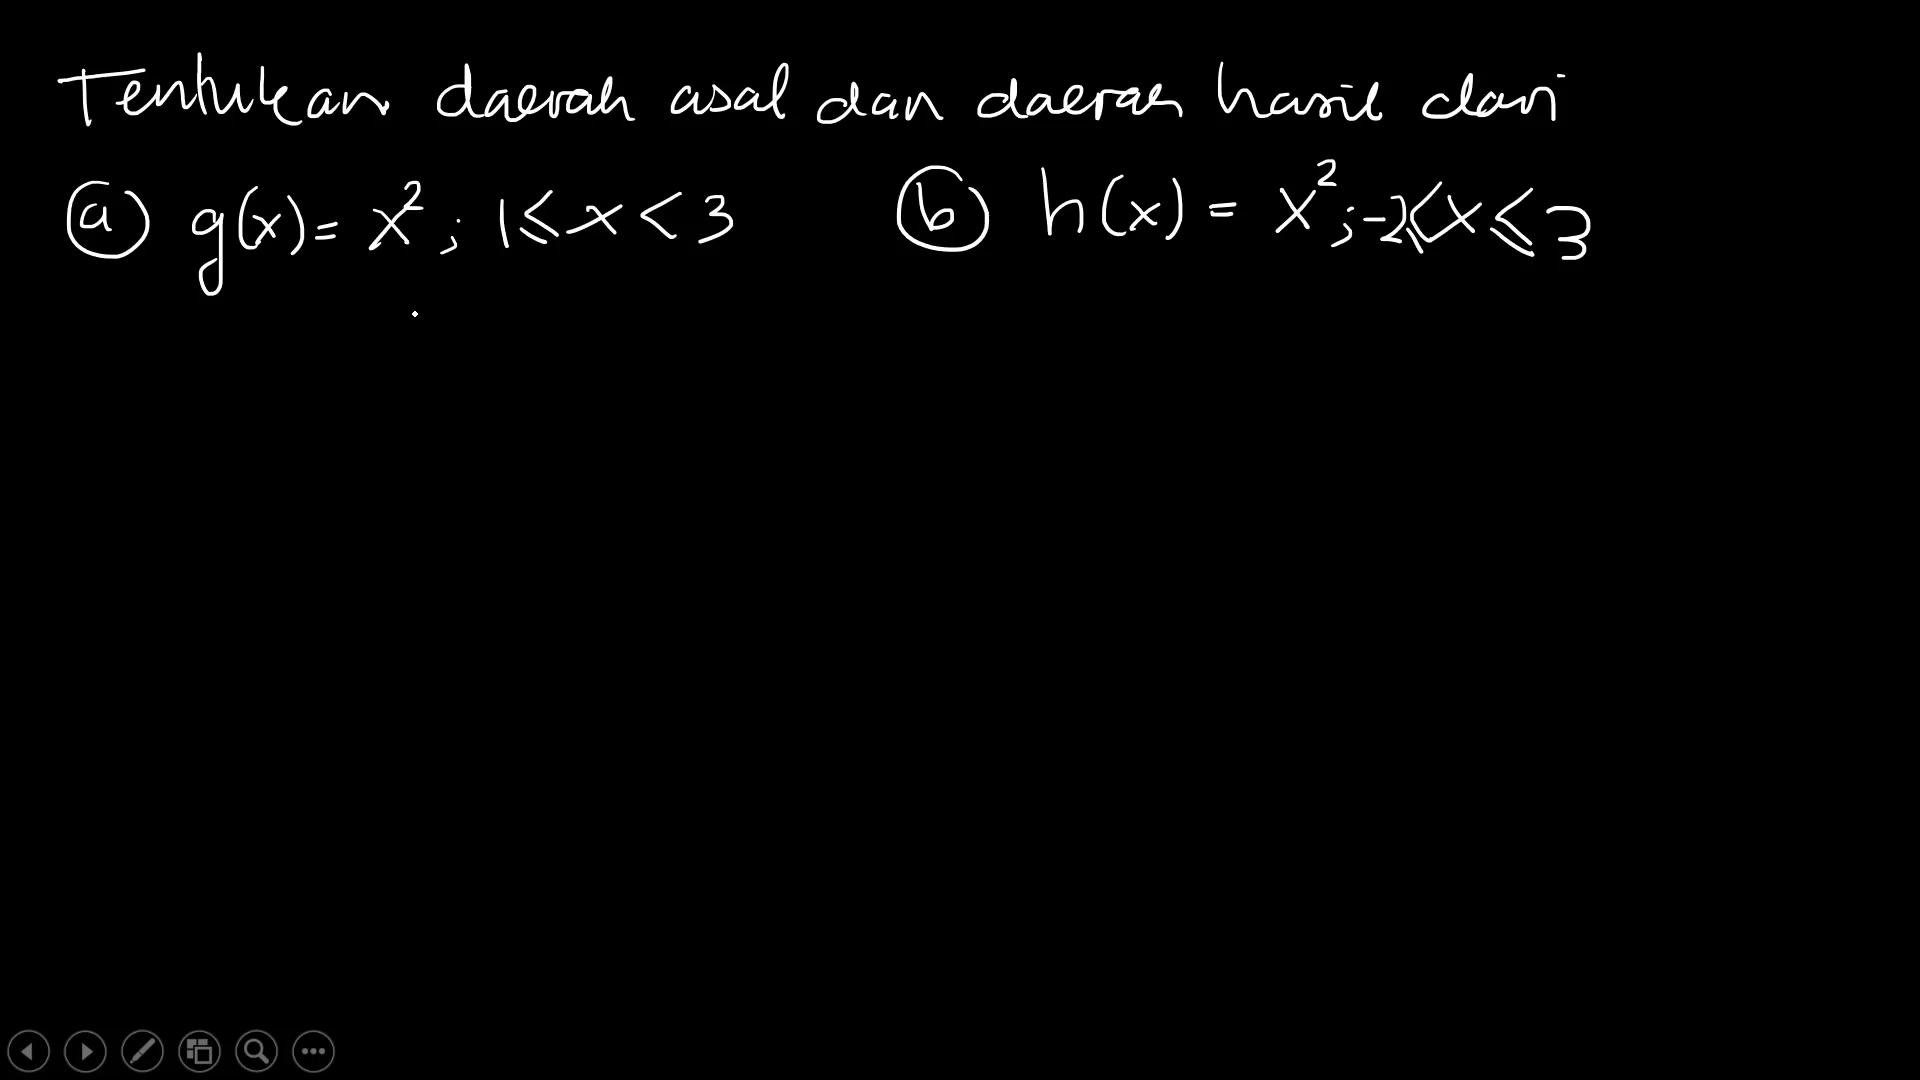 Tentukan daerah asal dan daerah hasil dari
(a) g(x) = x²; 1 ≤ x < 3 (b) h(x) = x²; -2 ≤ x ≤ 3